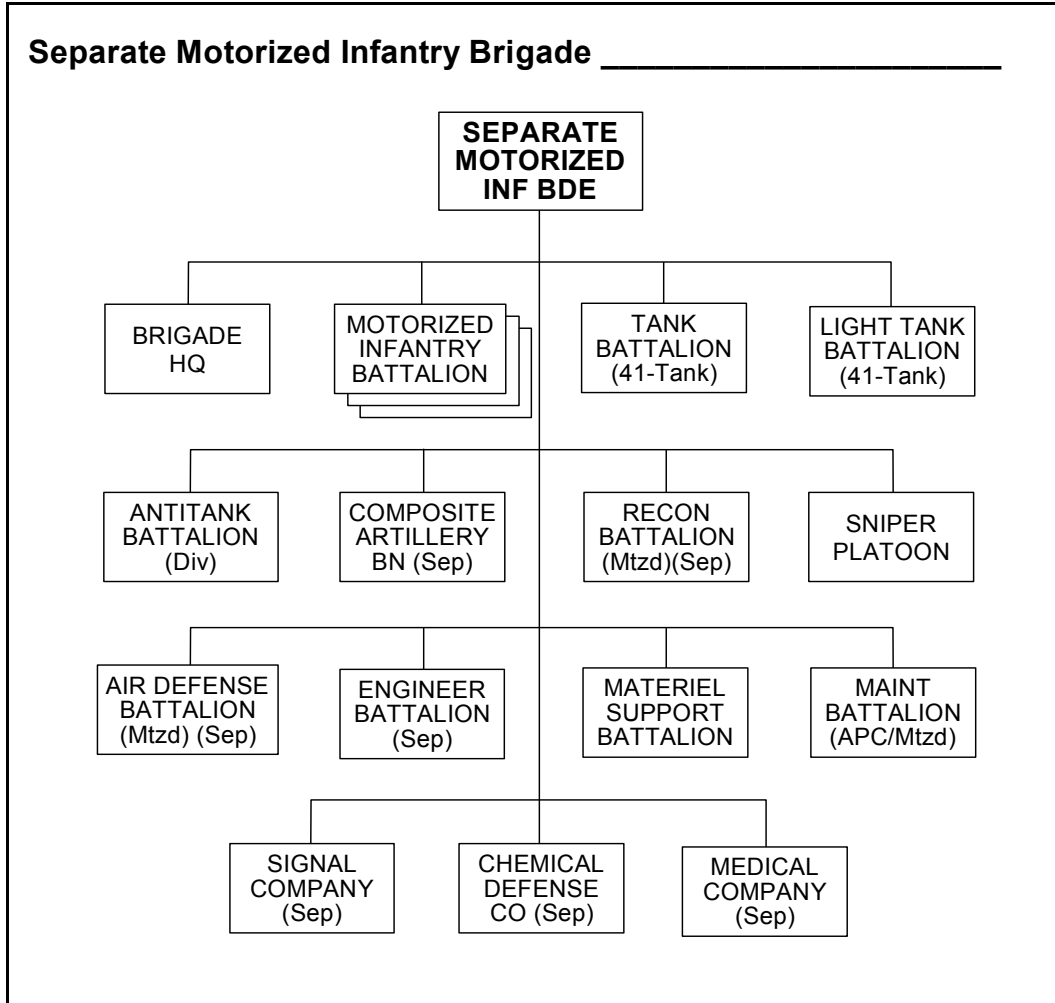 Separate Motorized Infantry Brigade ______________________
SEPARATE
MOTORIZED
INF BDE
BRIGADE
HQ
MOTORIZED
INFANTRY
BATTALION
TANK
BATTALION
(41-Tank)
LIGHT TANK
BATTALION
(41-Tank)
ANTITANK
BATTALION
(Div)
COMPOSITE
ARTILLERY
BN (Sep)
RECON
BATTALION
(Mtzd)(Sep)
SNIPER
PLATOON
AIR DEFENSE
BATTALION
(Mtzd) (Sep)
ENGINEER
BATTALION
(Sep)
MATERIEL
SUPPORT
BATTALION
MAINT
BATTALION
(APC/Mtzd)
SIGNAL
COMPANY
(Sep)
CHEMICAL
DEFENSE
CO (Sep)
MEDICAL
COMPANY
(Sep)